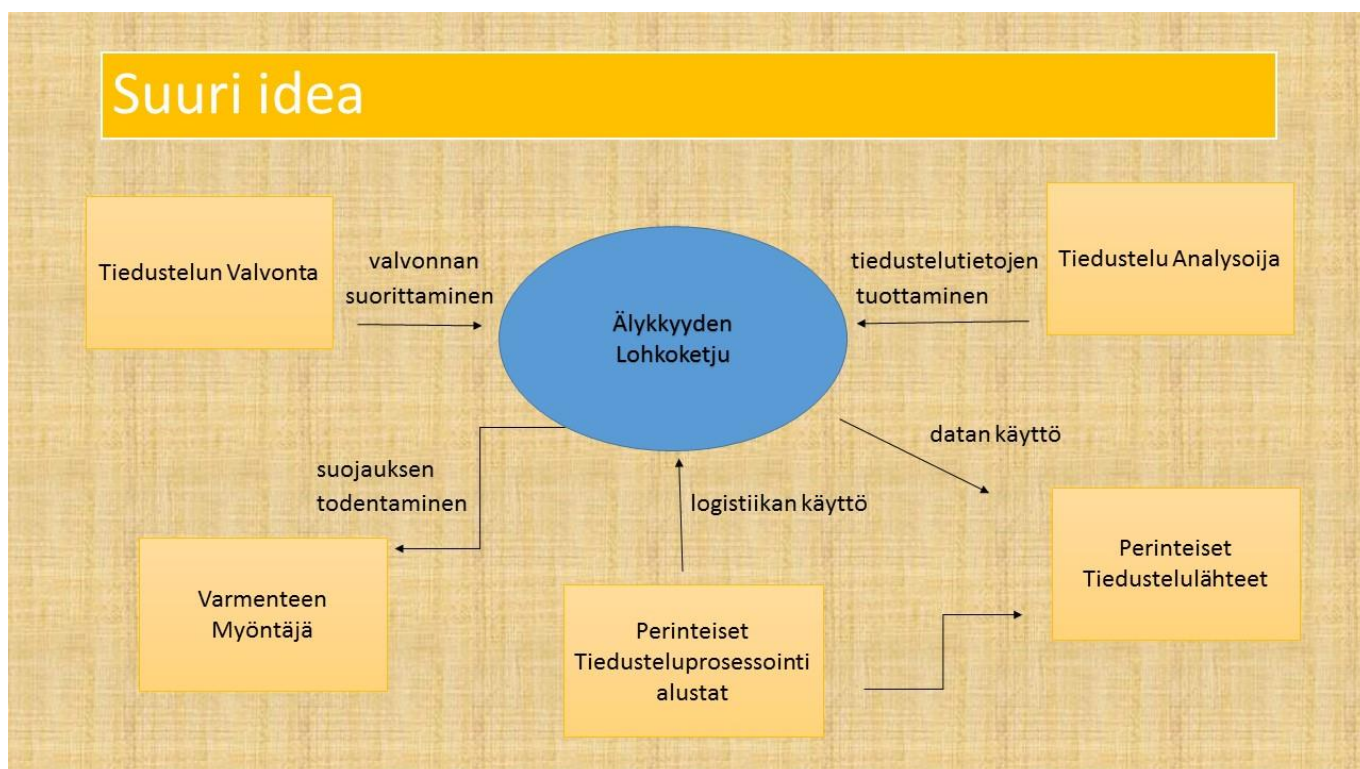 Suuri idea
Tiedustelun Valvonta
valvonnan
suorittaminen
Älykkyyden
Lohkoketju
tiedustelutietojen
tuottaminen
Tiedustelu Analysoija
suojauksen
todentaminen
logistiikan käyttö
datan käyttö
Varmenteen
Myöntäjä
Perinteiset
Tiedusteluprosessointi
alustat
Perinteiset
Tiedustelulähteet